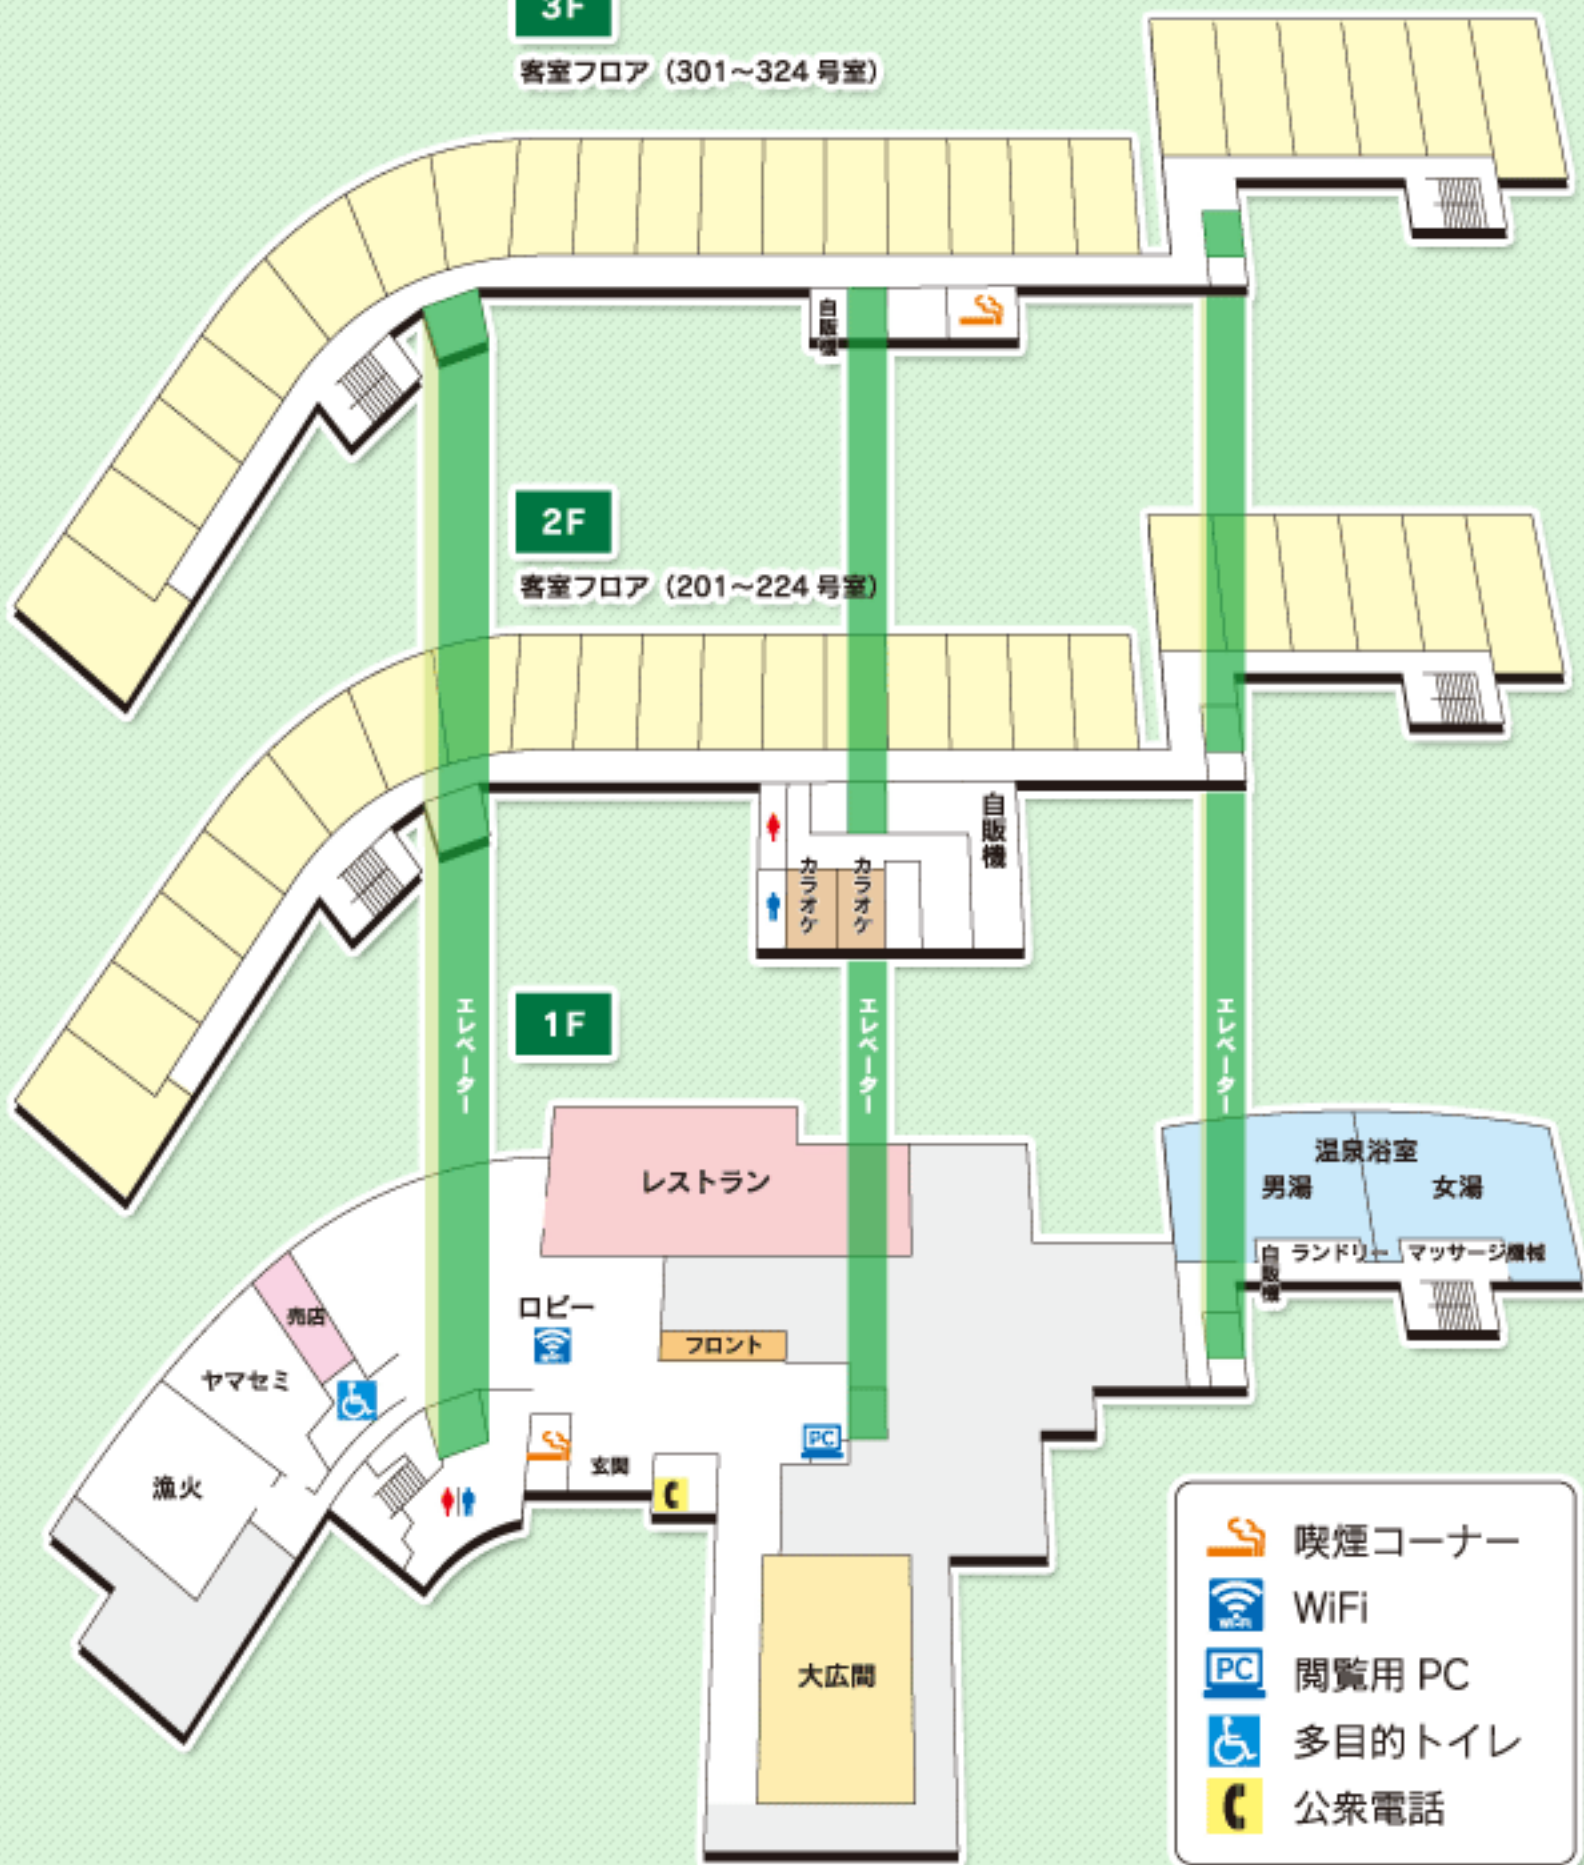 3F
客室フロア（301～324 号室）
自販機
2F
客室フロア（201～224 号室）
自販機
カラオケ
カラオケ
エレベーター
1F
エレベーター
エレベーター
温泉浴室
男湯
女湯
レストラン
自販機
ランドリー
マッサージ機械
売店
ロビー
WiFi
フロント
ヤマセミ
PC
玄関
漁火
大広間
喫煙コーナー
Wi-Fi
WiFi
PC
閲覧用 PC
多目的トイレ
公衆電話